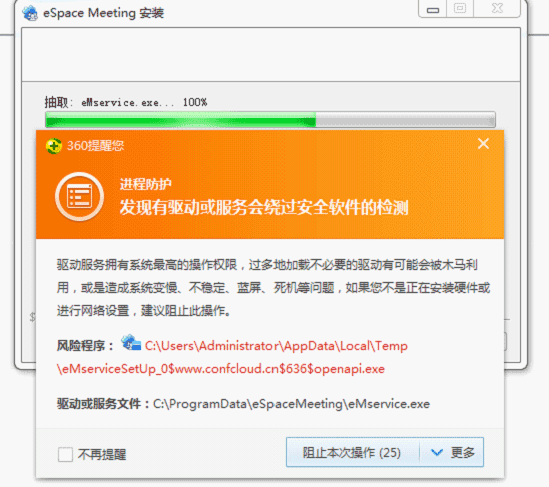 eSpace Meeting 安装
抽取: eMservice.exe... 100%
360提醒您
进程防护
发现有驱动或服务会绕过安全软件的检测
驱动服务拥有系统最高的操作权限，过多地加载不必要的驱动有可能会被木马利
用，或是造成系统变慢、不稳定、蓝屏、死机等问题，如果您不是正在安装硬件或
进行网络设置，建议阻止此操作。
风险程序： C:\Users\Administrator\AppData\Local\Temp
\eMserviceSetUp_0$www.confcloud.cn$636$openapi.exe
驱动或服务文件：C:\ProgramData\eSpaceMeeting\eMservice.exe
不再提醒
阻止本次操作 (25)
更多